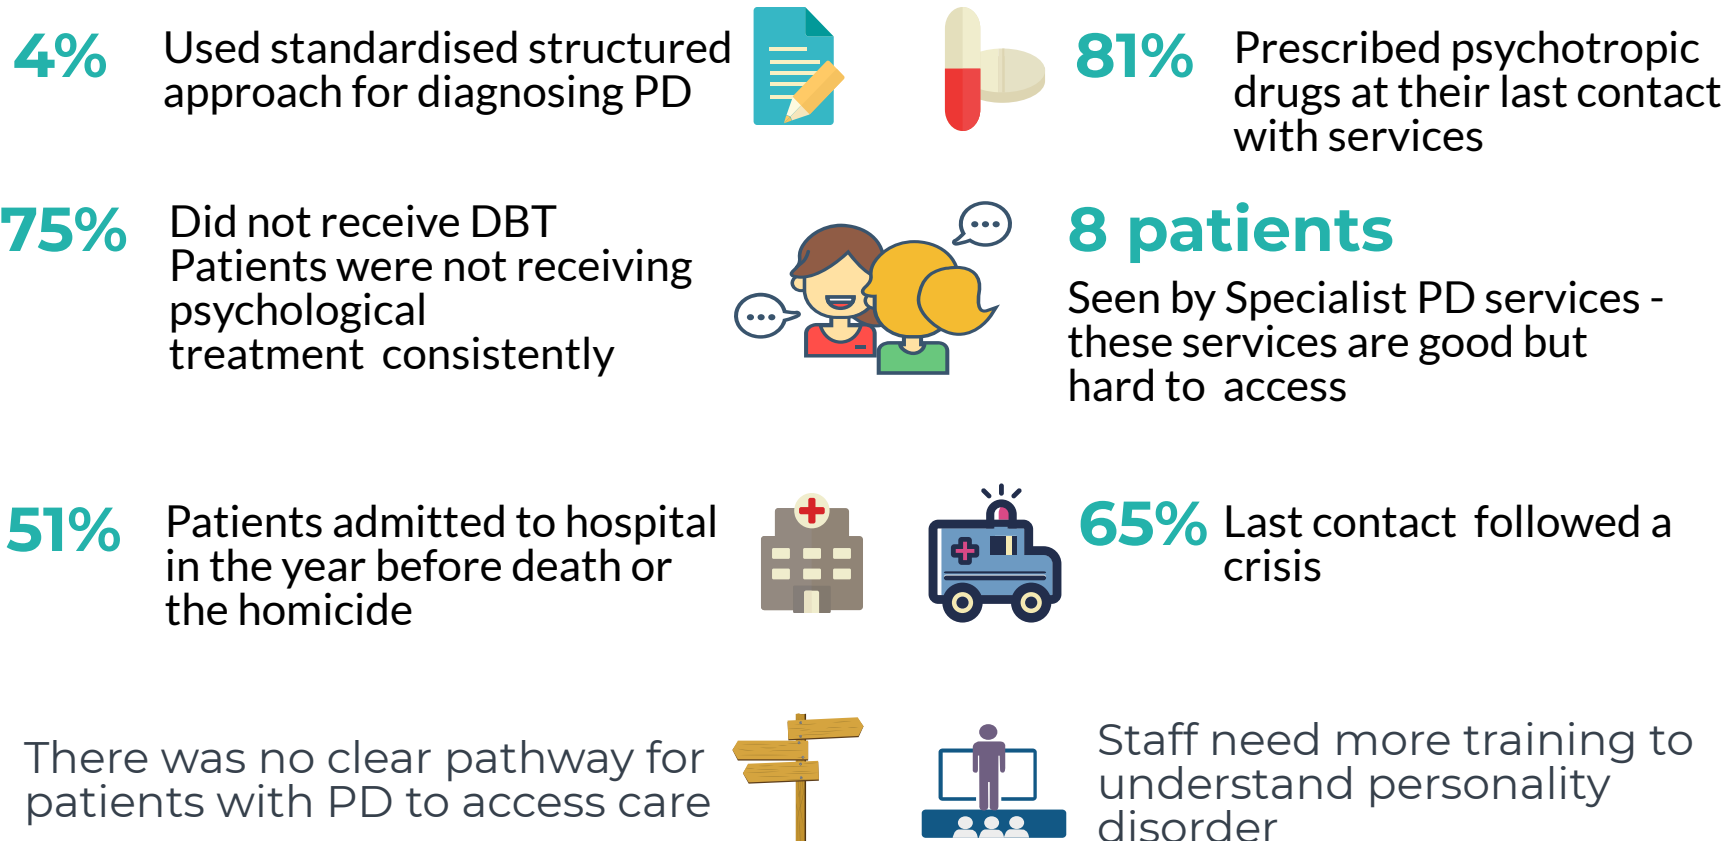 4%
Used standardised structured
approach for diagnosing PD
81%
Prescribed psychotropic
drugs at their last contact
with services
75%
Did not receive DBT
Patients were not receiving
psychological
treatment consistently
8 patients
Seen by Specialist PD services -
these services are good but
hard to access
51%
Patients admitted to hospital
in the year before death or
the homicide
65%
Last contact followed a
crisis
There was no clear pathway for
patients with PD to access care
Staff need more training to
understand personality
disorder